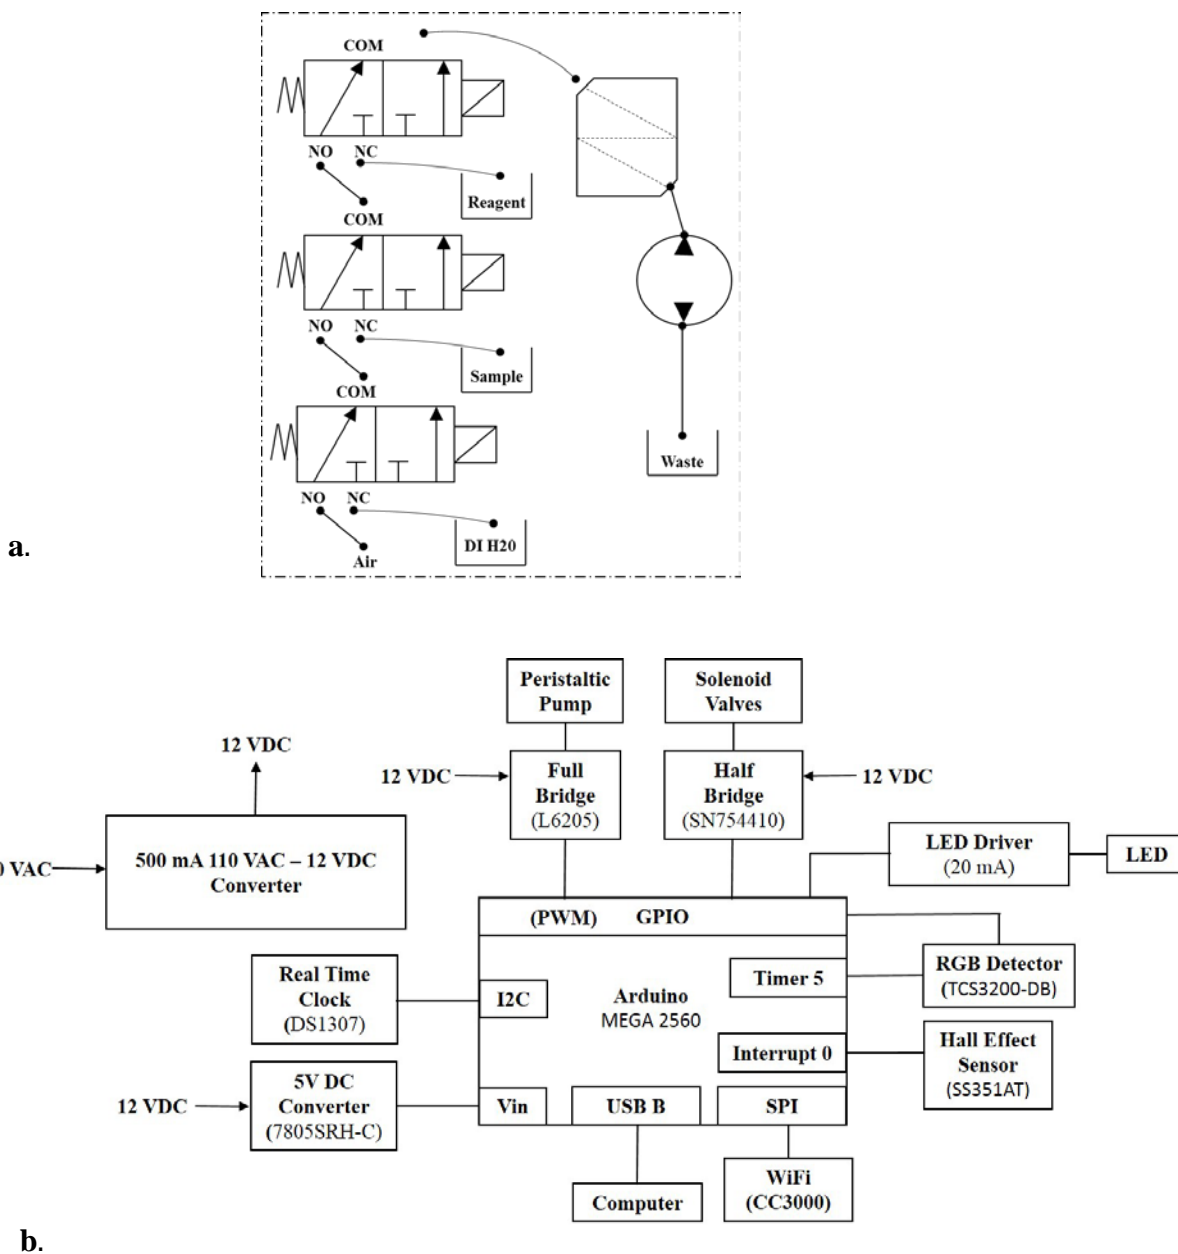 COM
NO NC
Reagent
COM
NO NC
Sample
COM
NO NC
DI H20
Air
Waste
a.
Peristaltic
Pump
Solenoid
Valves
12 VDC
12 VDC
Full
Bridge
(L6205)
Half
Bridge
(SN754410)
12 VDC
0 VAC
500 mA 110 VAC – 12 VDC
Converter
LED Driver
(20 mA)
LED
(PWM) GPIO
Real Time
Clock
(DS1307)
I2C
Arduino
MEGA 2560
Timer 5
RGB Detector
(TCS3200-DB)
Interrupt 0
Hall Effect
Sensor
(SS351AT)
12 VDC
5V DC
Converter
(7805SRH-C)
Vin
USB B
SPI
Computer
WiFi
(CC3000)
b.